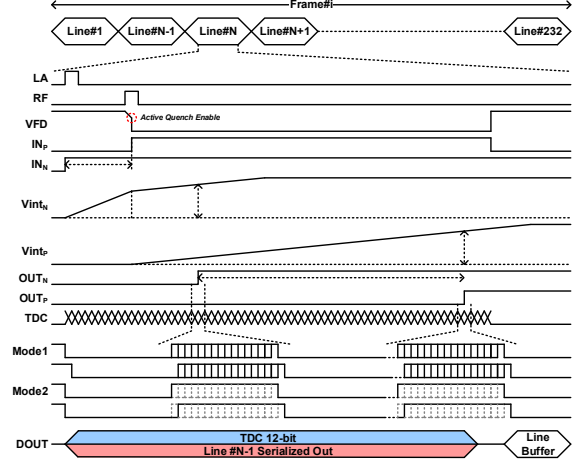 Frame#i
Line#1 Line#N-1 Line#N Line#N+1 Line#232
LA
RF
VFD Active Quench Enable
INP
INN
VintN
VintP
OUTN
OUTP
TDC
Mode1
Mode2
TDC 12-bit
DOUT
Line #N-1 Serialized Out
Line
Buffer